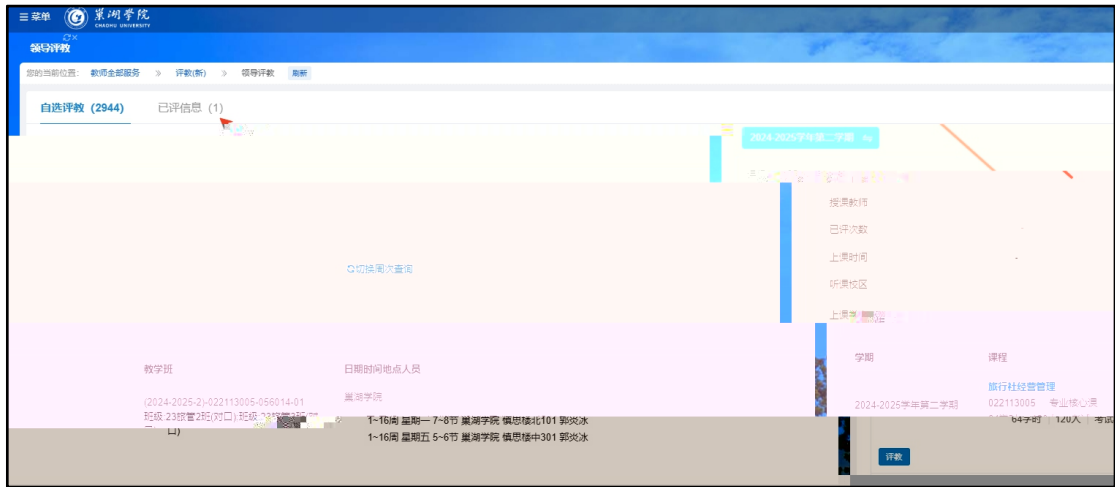 菜单 巢湖学院
CHAOHU UNIVERSITY
领导评教
您的当前位置: 教师全部服务 》 评教(新) 》 领导评教 刷新
自选评教 (2944) 已评信息 (1)
2024-2025学年第二学期
授课教师
已评次数
上课时间
切换周次查询
听课校区
学期 课程
教学班 日期时间地点人员
旅行社经营管理
(2024-2025-2)-022113005-056014-01 巢湖学院
2024-2025学年第二学期 022113005 专业核心课
班级:23旅管2班(对口);班级:23旅管3班(对
口)
1~16周 星期一 7~8节 巢湖学院 慎思楼北101 郭炎冰
64学时 120人 考试
1~16周 星期五 5~6节 巢湖学院 慎思楼中301 郭炎冰
评教